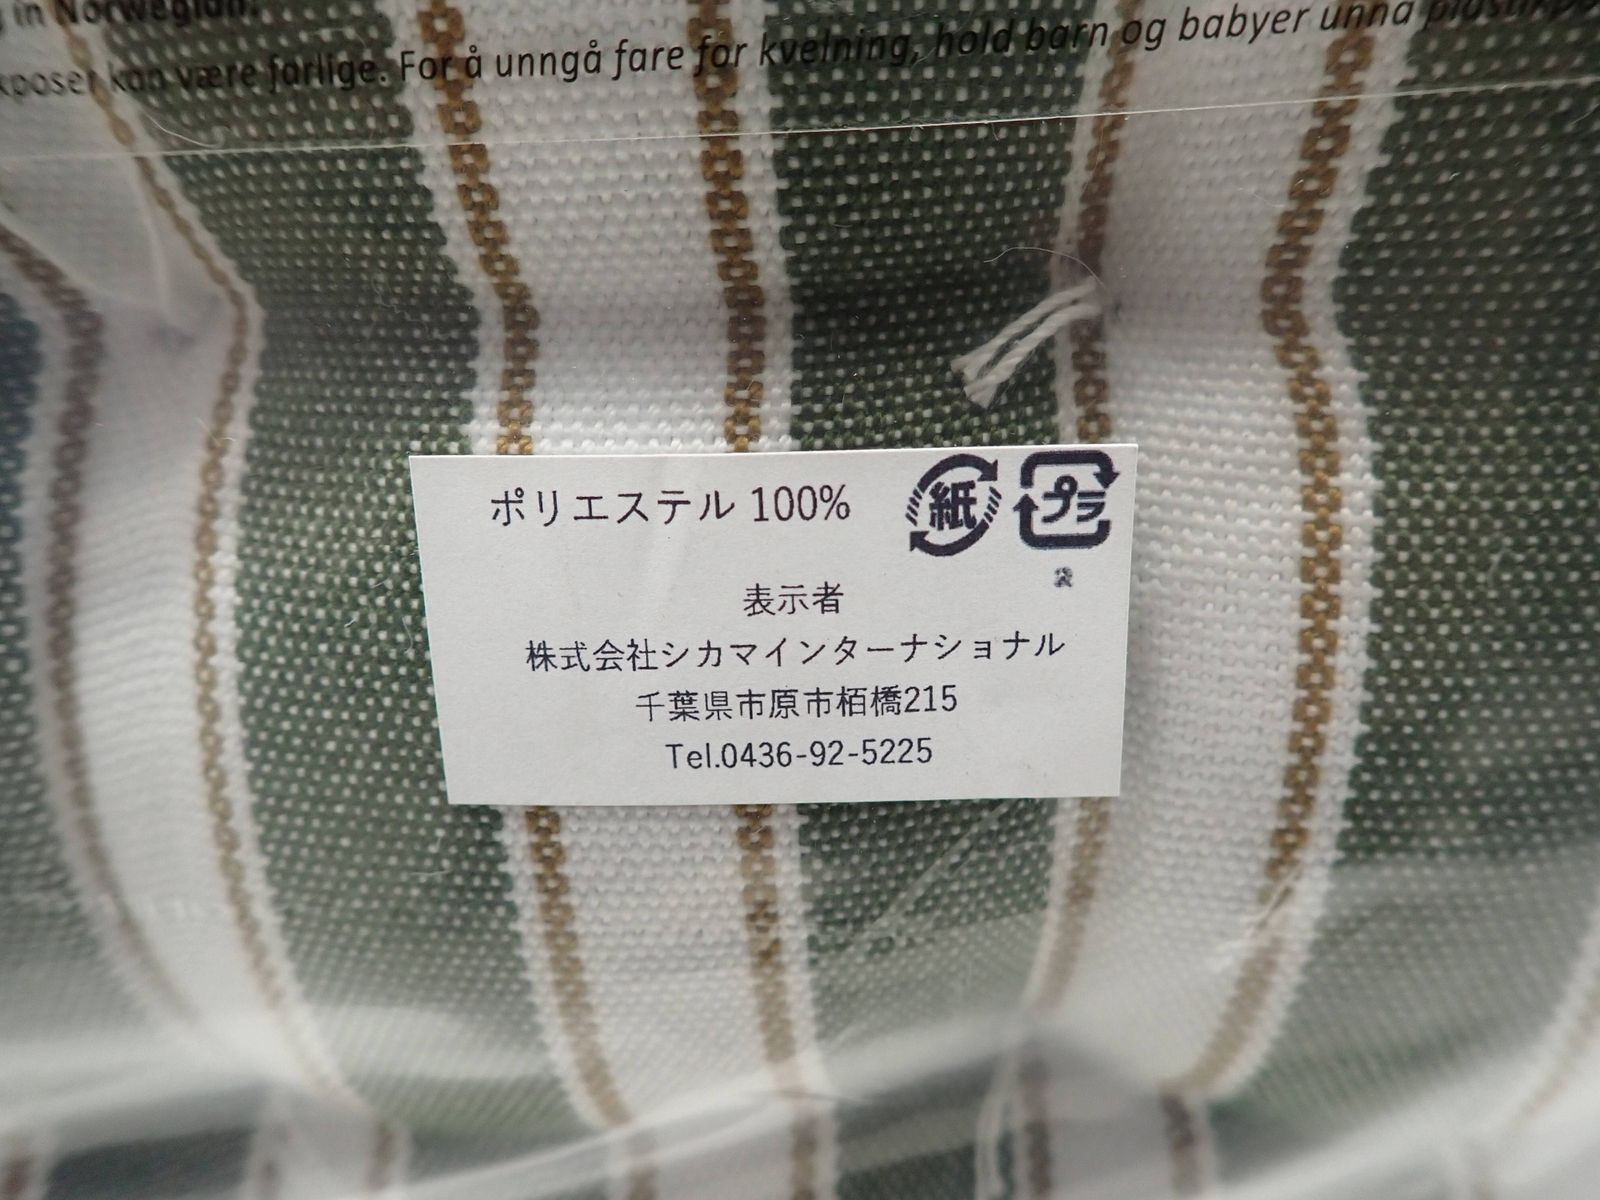 in Norwegian.
kposer kan være farlige. For å unngå fare for kvelning, hold barn og babyer unna
ポリエステル 100%
紙
プラ
表示者
株式会社シカマインターナショナル
千葉県市原市栢橋215
Tel.0436-92-5225